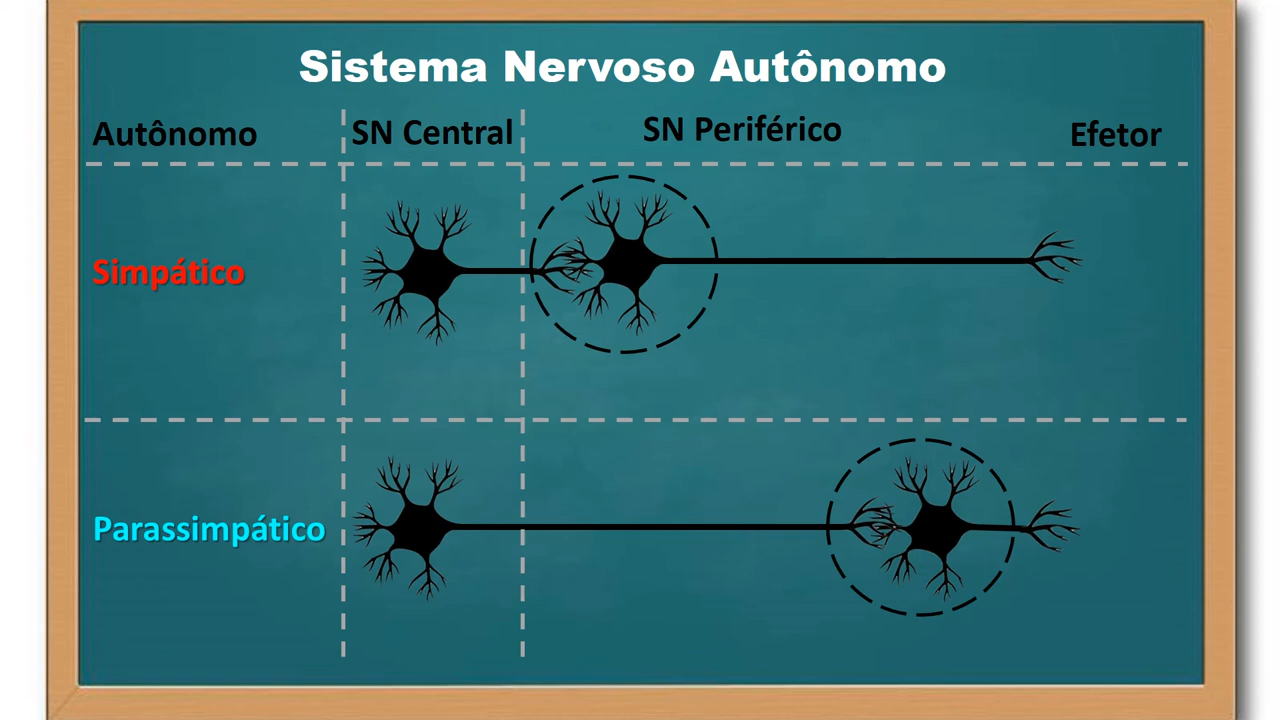 Sistema Nervoso Autônomo
Autônomo
SN Central
SN Periférico
Efetor
Simpático
Parassimpático